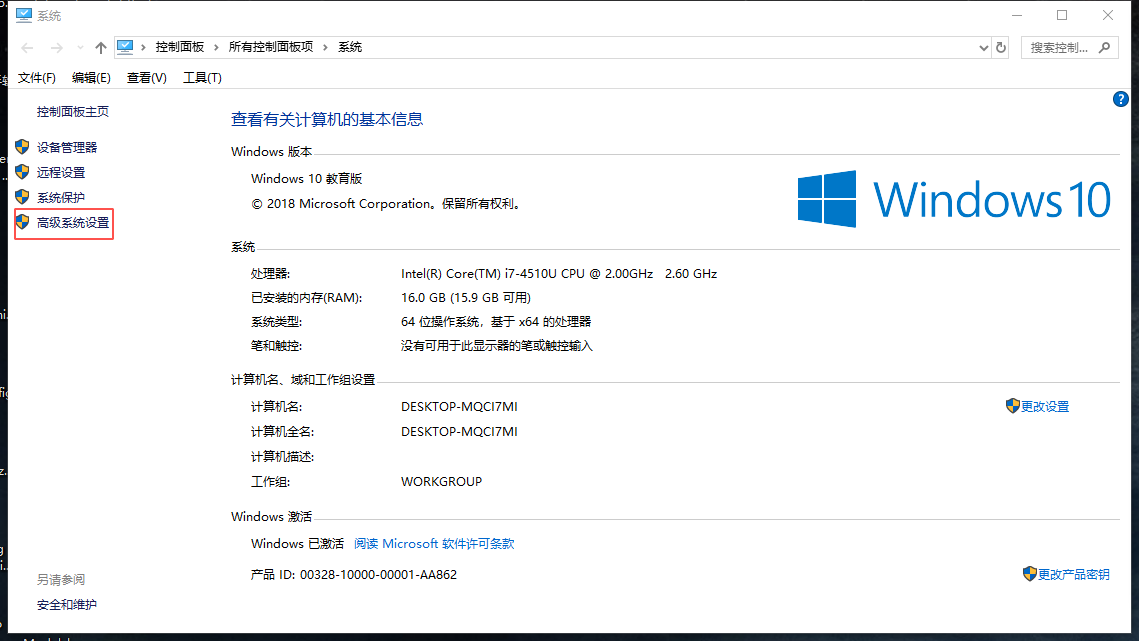 系统
控制面板 › 所有控制面板项 › 系统
搜索控制...
文件(F) 编辑(E) 查看(V) 工具(T)
控制面板主页
设备管理器
远程设置
系统保护
高级系统设置
查看有关计算机的基本信息
Windows 版本
Windows 10 教育版
© 2018 Microsoft Corporation。保留所有权利。
Windows 10
系统
处理器: Intel(R) Core(TM) i7-4510U CPU @ 2.00GHz 2.60 GHz
已安装的内存(RAM): 16.0 GB (15.9 GB 可用)
系统类型: 64 位操作系统，基于 x64 的处理器
笔和触控: 没有可用于此显示器的笔或触控输入
计算机名、域和工作组设置
计算机名: DESKTOP-MQCI7MI 更改设置
计算机全名: DESKTOP-MQCI7MI
计算机描述:
工作组: WORKGROUP
Windows 激活
Windows 已激活 阅读 Microsoft 软件许可条款
产品 ID: 00328-10000-00001-AA862 更改产品密钥
另请参阅
安全和维护